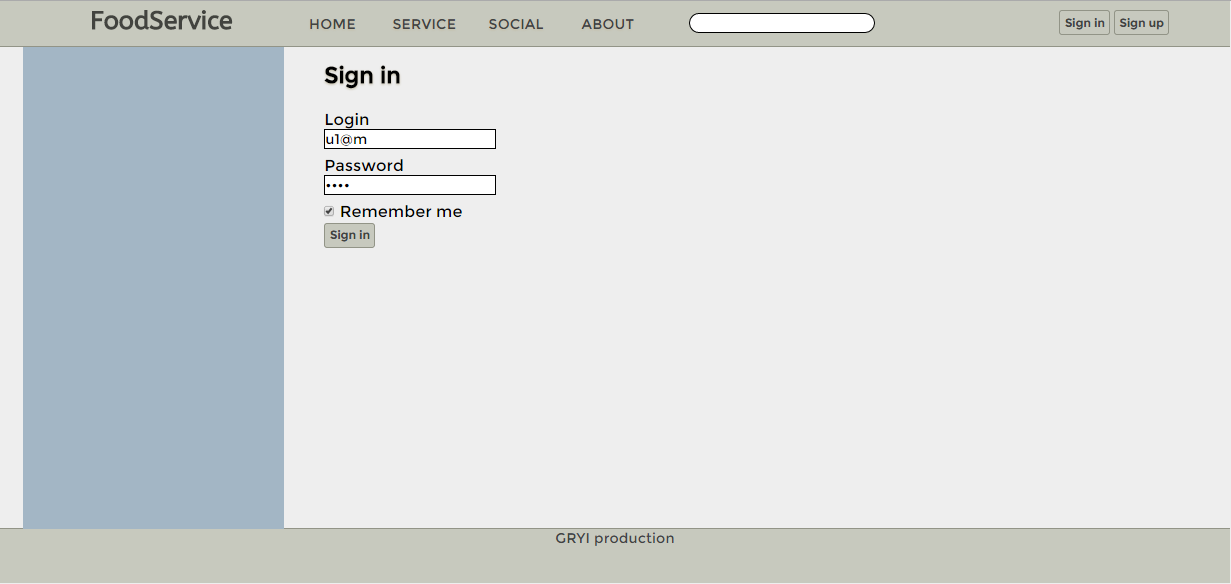 FoodService HOME SERVICE SOCIAL ABOUT Sign in Sign up
Sign in
Login
u1@m
Password
••••
Remember me
Sign in
GRYI production